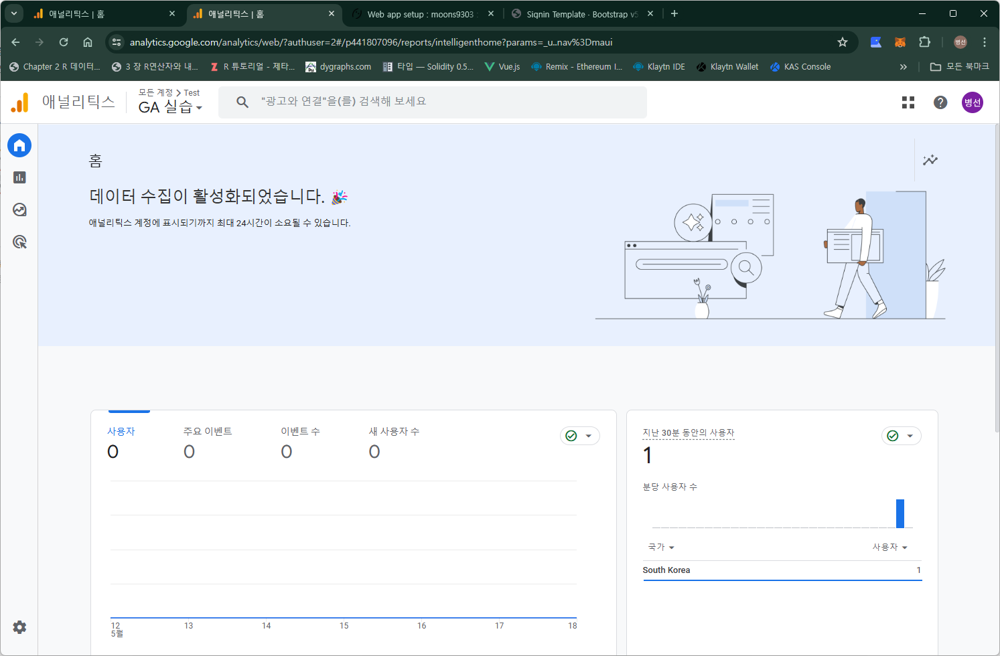 애널리틱스 | 홈
애널리틱스 | 홈
Web app setup : moons9303 :
Signin Template · Bootstrap v5
analytics.google.com/analytics/web/?authuser=2#/p441807096/reports/intelligenthome?params=_u..nav%3Dmaui
병선
Chapter 2 R 데이터...
3 장 R연산자와 내...
R 튜토리얼 - 제타...
dygraphs.com
타입 — Solidity 0.5...
Vue.js
Remix - Ethereum I...
Klaytn IDE
Klaytn Wallet
KAS Console
모든 북마크
애널리틱스
모든 계정 > Test
GA 실습
"광고와 연결"을(를) 검색해 보세요
병선
홈
데이터 수집이 활성화되었습니다. 🎉
애널리틱스 계정에 표시되기까지 최대 24시간이 소요될 수 있습니다.
사용자
0
주요 이벤트
0
이벤트 수
0
새 사용자 수
0
12
5월
13
14
15
16
17
18
지난 30분 동안의 사용자
1
분당 사용자 수
국가
사용자
South Korea
1